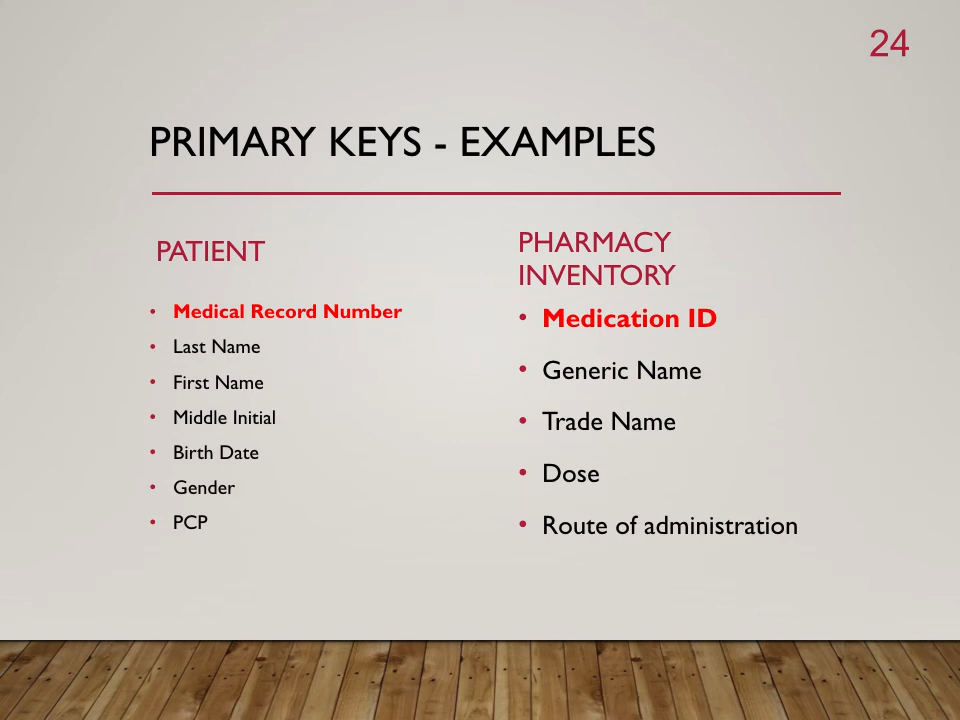 24
PRIMARY KEYS - EXAMPLES
PATIENT
• Medical Record Number
• Last Name
• First Name
• Middle Initial
• Birth Date
• Gender
• PCP
PHARMACY
INVENTORY
• Medication ID
• Generic Name
• Trade Name
• Dose
• Route of administration